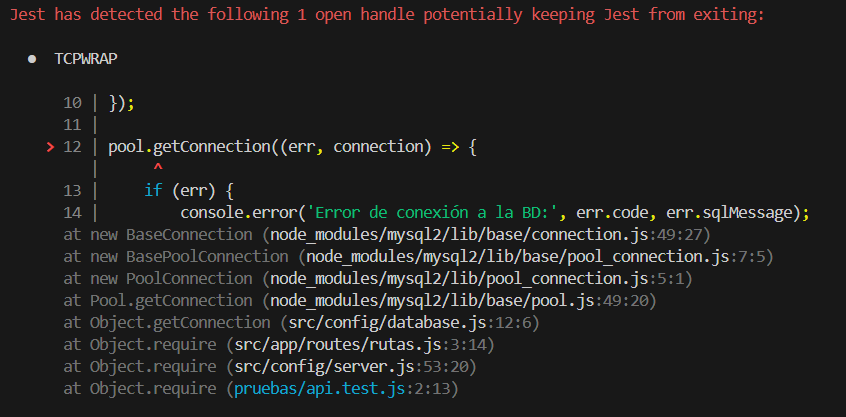 Jest has detected the following 1 open handle potentially keeping Jest from exiting:
● TCPWRAP
10 | });
11 |
> 12 | pool.getConnection((err, connection) => {
| ^
13 | if (err) {
14 | console.error('Error de conexión a la BD:', err.code, err.sqlMessage);
at new BaseConnection (node_modules/mysql2/lib/base/connection.js:49:27)
at new BasePoolConnection (node_modules/mysql2/lib/base/pool_connection.js:7:5)
at new PoolConnection (node_modules/mysql2/lib/pool_connection.js:5:1)
at Pool.getConnection (node_modules/mysql2/lib/base/pool.js:49:20)
at Object.getConnection (src/config/database.js:12:6)
at Object.require (src/app/routes/rutas.js:3:14)
at Object.require (src/config/server.js:53:20)
at Object.require (pruebas/api.test.js:2:13)